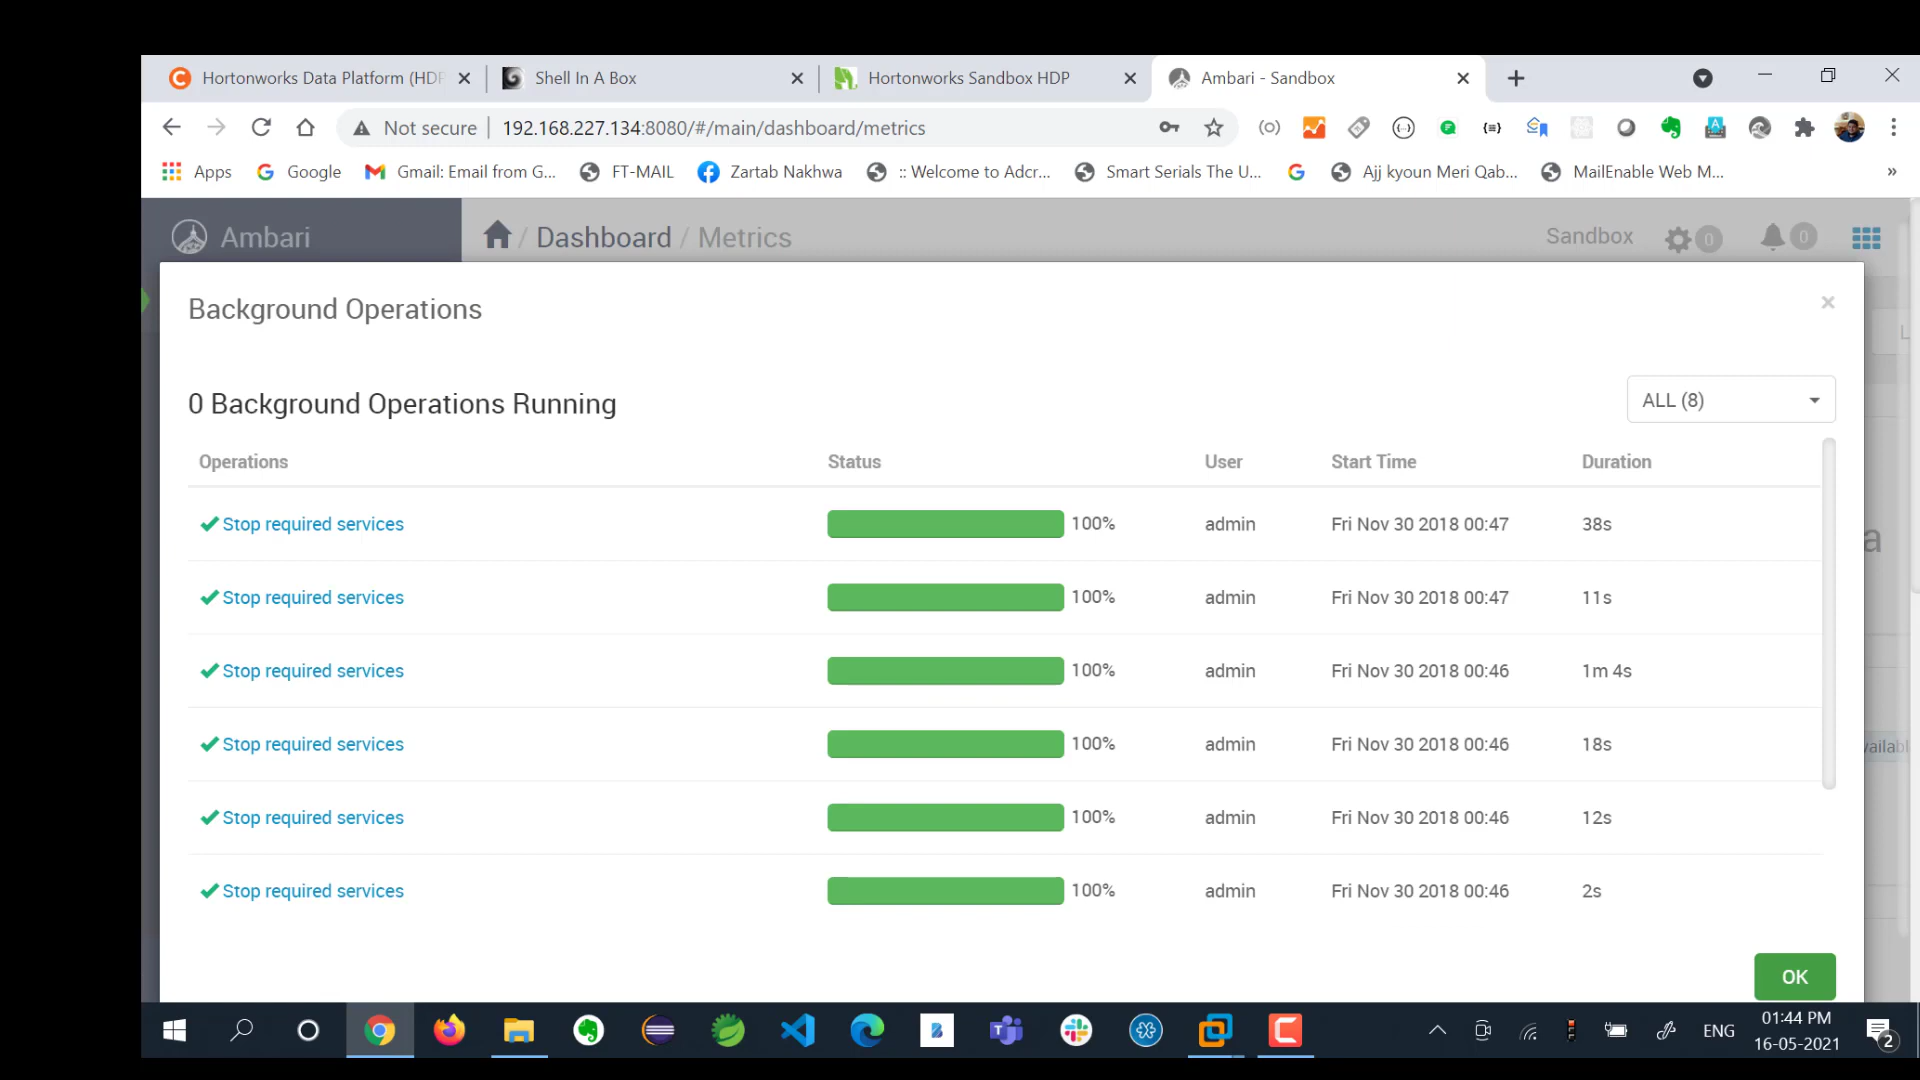 Hortonworks Data Platform (HDP
Shell In A Box
Hortonworks Sandbox HDP
Ambari - Sandbox
Not secure
192.168.227.134:8080/#/main/dashboard/metrics
Apps
Google
Gmail: Email from G...
FT-MAIL
Zartab Nakhwa
:: Welcome to Adcr...
Smart Serials The U...
Ajj kyoun Meri Qab...
MailEnable Web M...
»
Ambari
/ Dashboard / Metrics
Sandbox
0
0
Background Operations
×
0 Background Operations Running
ALL (8)
Operations Status User Start Time Duration
Stop required services 100% admin Fri Nov 30 2018 00:47 38s
Stop required services 100% admin Fri Nov 30 2018 00:47 11s
Stop required services 100% admin Fri Nov 30 2018 00:46 1m 4s
Stop required services 100% admin Fri Nov 30 2018 00:46 18s
Stop required services 100% admin Fri Nov 30 2018 00:46 12s
Stop required services 100% admin Fri Nov 30 2018 00:46 2s
OK
ENG
01:44 PM
16-05-2021
2